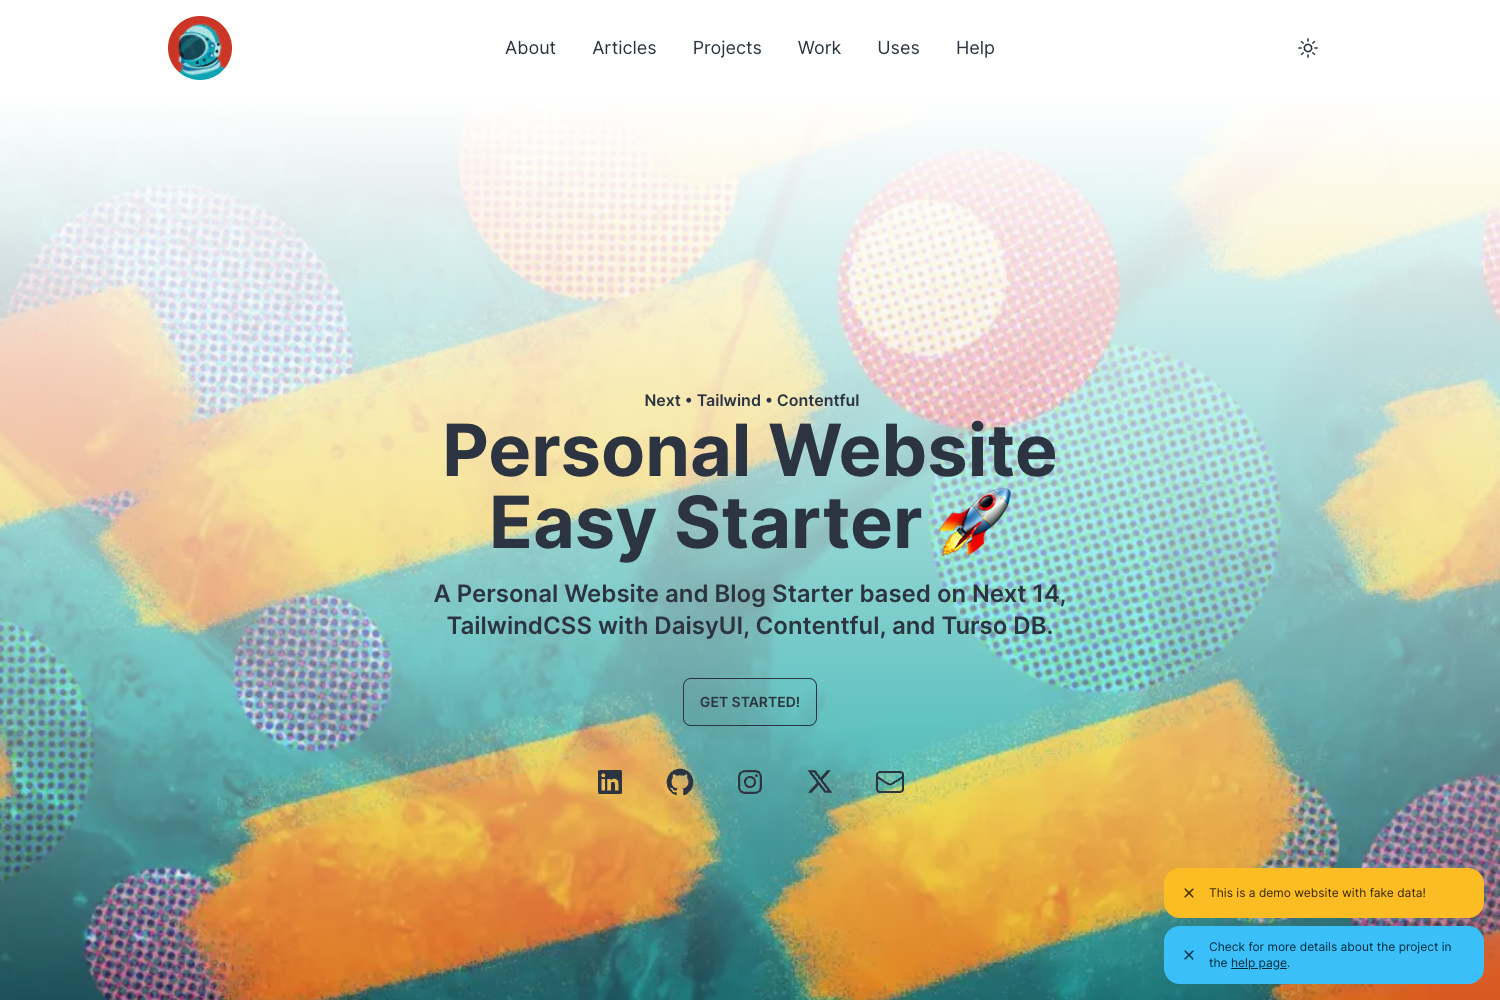 About Articles Projects Work Uses Help
Next • Tailwind • Contentful
Personal Website
Easy Starter 🚀
A Personal Website and Blog Starter based on Next 14,
TailwindCSS with DaisyUI, Contentful, and Turso DB.
GET STARTED!
This is a demo website with fake data!
Check for more details about the project in
the help page.